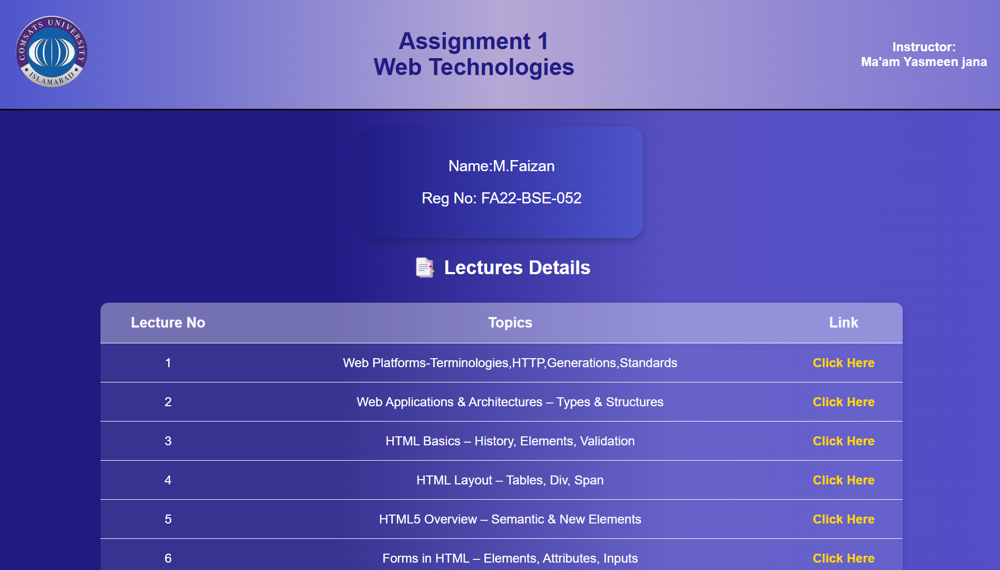 COMSATS UNIVERSITY
ISLAMABAD
Assignment 1
Web Technologies
Instructor:
Ma'am Yasmeen jana
Name:M.Faizan
Reg No: FA22-BSE-052
Lectures Details
Lecture No Topics Link
1 Web Platforms-Terminologies,HTTP,Generations,Standards Click Here
2 Web Applications & Architectures – Types & Structures Click Here
3 HTML Basics – History, Elements, Validation Click Here
4 HTML Layout – Tables, Div, Span Click Here
5 HTML5 Overview – Semantic & New Elements Click Here
6 Forms in HTML – Elements, Attributes, Inputs Click Here